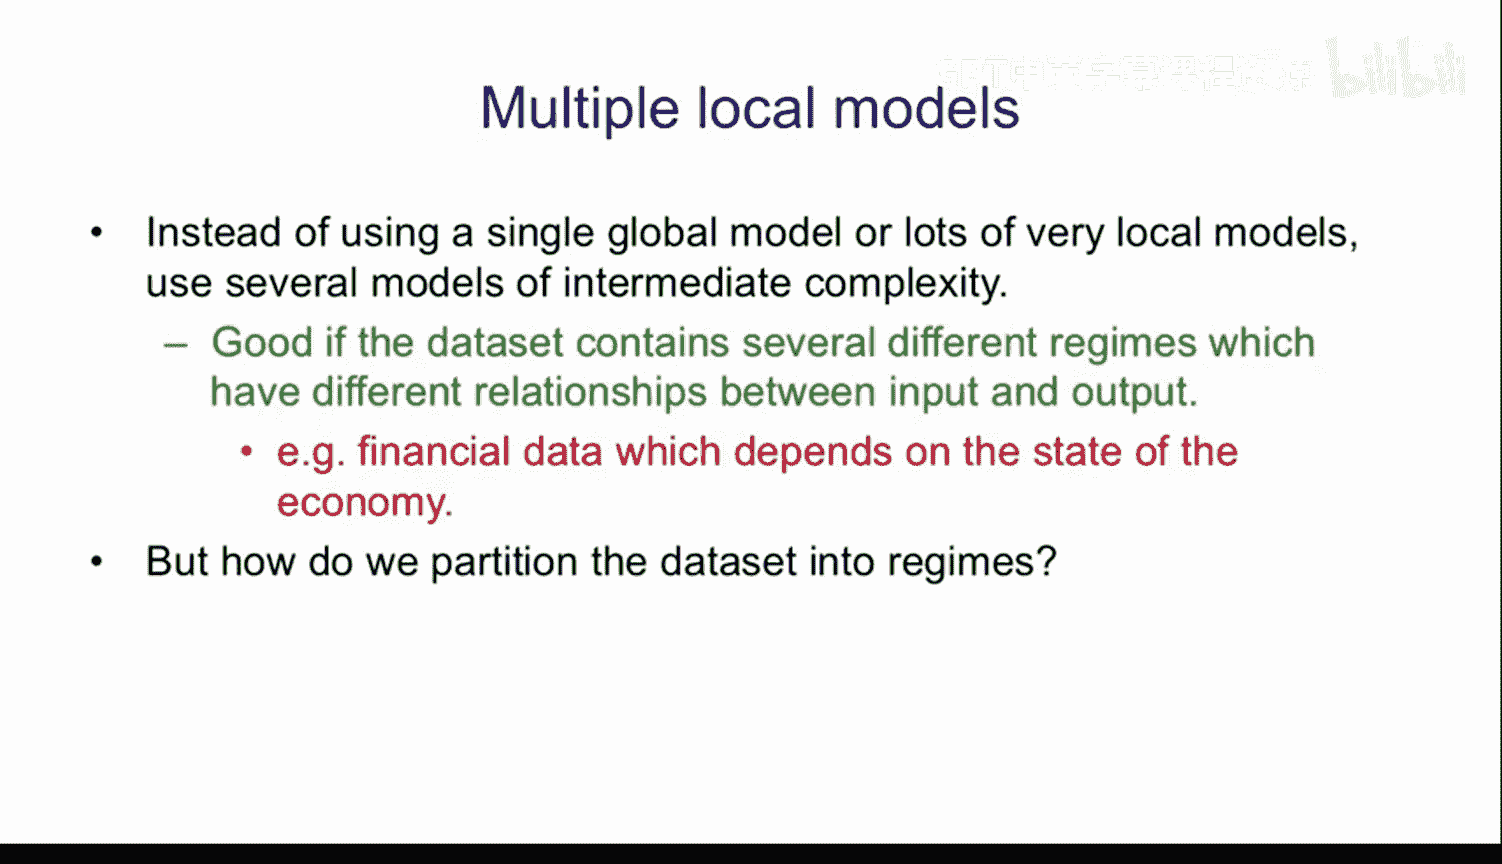 Multiple local models
• Instead of using a single global model or lots of very local models,
use several models of intermediate complexity.
– Good if the dataset contains several different regimes which
have different relationships between input and output.
• e.g. financial data which depends on the state of the
economy.
• But how do we partition the dataset into regimes?
bilibili